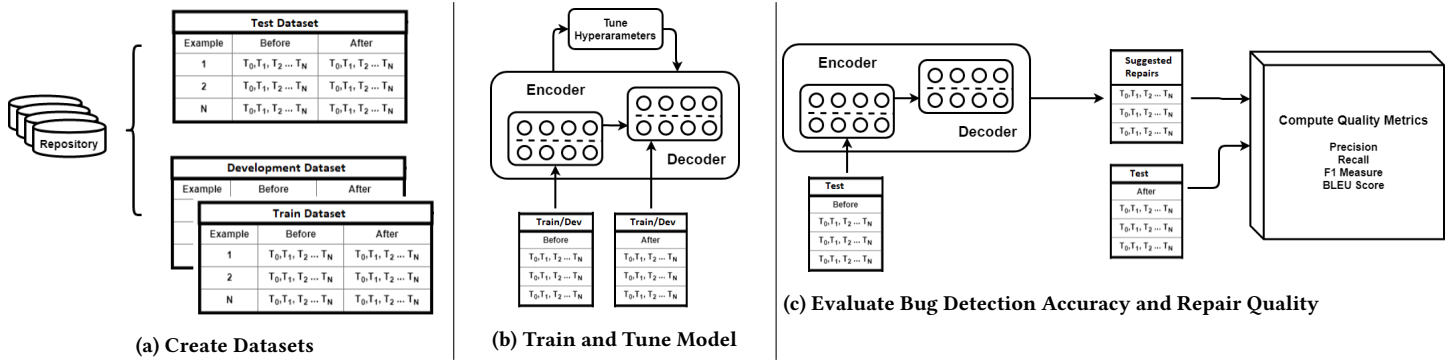 Repository
Test Dataset
Example Before After
1 T0,T1, T2 ... TN T0,T1, T2 ... TN
2 T0,T1, T2 ... TN T0,T1, T2 ... TN
N T0,T1, T2 ... TN T0,T1, T2 ... TN
Development Dataset
Example Before After
Train Dataset
Example Before After
1 T0,T1, T2 ... TN T0,T1, T2 ... TN
2 T0,T1, T2 ... TN T0,T1, T2 ... TN
N T0,T1, T2 ... TN T0,T1, T2 ... TN
(a) Create Datasets
Tune
Hyperarameters
Encoder
Decoder
Train/Dev
Before
T0,T1, T2 ... TN
T0,T1, T2 ... TN
T0,T1, T2 ... TN
Train/Dev
After
T0,T1, T2 ... TN
T0,T1, T2 ... TN
T0,T1, T2 ... TN
(b) Train and Tune Model
Encoder
Decoder
Test
Before
T0,T1, T2 ... TN
T0,T1, T2 ... TN
T0,T1, T2 ... TN
Suggested
Repairs
T0,T1, T2 ... TN
T0,T1, T2 ... TN
T0,T1, T2 ... TN
Test
After
T0,T1, T2 ... TN
T0,T1, T2 ... TN
T0,T1, T2 ... TN
Compute Quality Metrics
Precision
Recall
F1 Measure
BLEU Score
(c) Evaluate Bug Detection Accuracy and Repair Quality